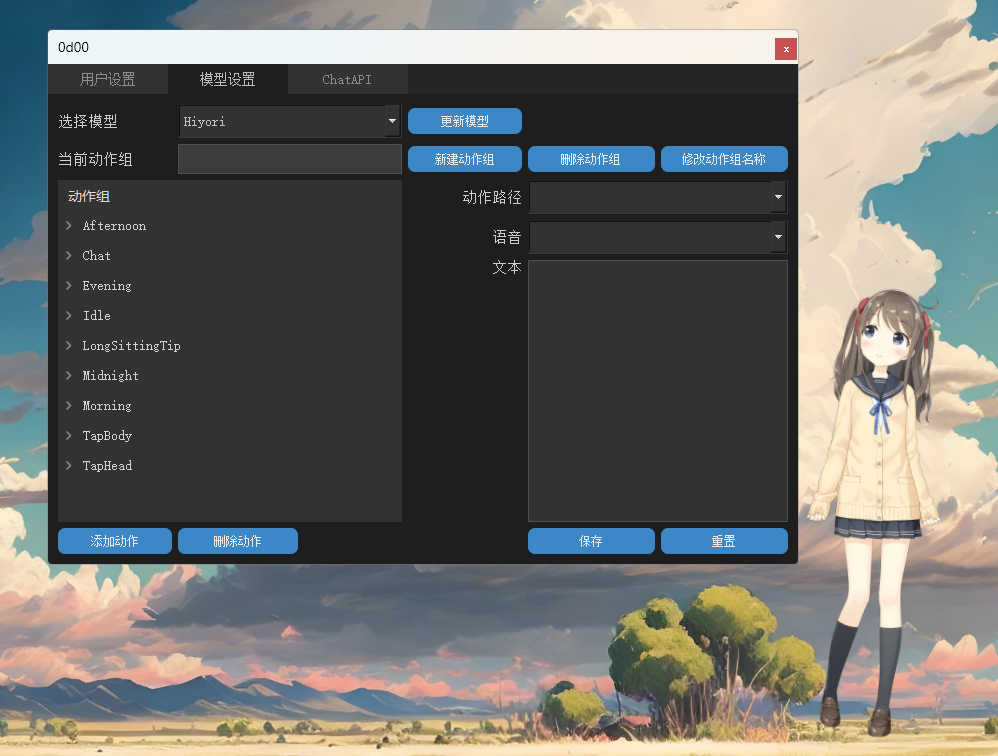 0d00
x
用户设置 模型设置 ChatAPI
选择模型 Hiyori 更新模型
当前动作组 新建动作组 删除动作组 修改动作组名称
动作组 动作路径
Afternoon
语音
Chat
文本
Evening
Idle
LongSittingTip
Midnight
Morning
TapBody
TapHead
添加动作 删除动作 保存 重置